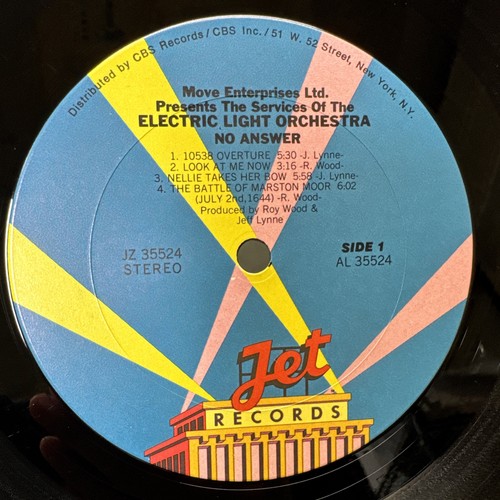 Distributed by CBS Records/CBS Inc./51 W. 52 Street, New York, N.Y.
Move Enterprises Ltd.
Presents The Services Of The
ELECTRIC LIGHT ORCHESTRA
NO ANSWER
1. 10538 OVERTURE 5:30 -J. Lynne-
2. LOOK AT ME NOW 3:16 -R. Wood-
3. NELLIE TAKES HER BOW 5:58 -J. Lynne-
4. THE BATTLE OF MARSTON MOOR 6:02
(JULY 2nd,1644) -R. Wood-
Produced by Roy Wood &
Jeff Lynne
JZ 35524
STEREO
SIDE 1
AL 35524
Jet
RECORDS